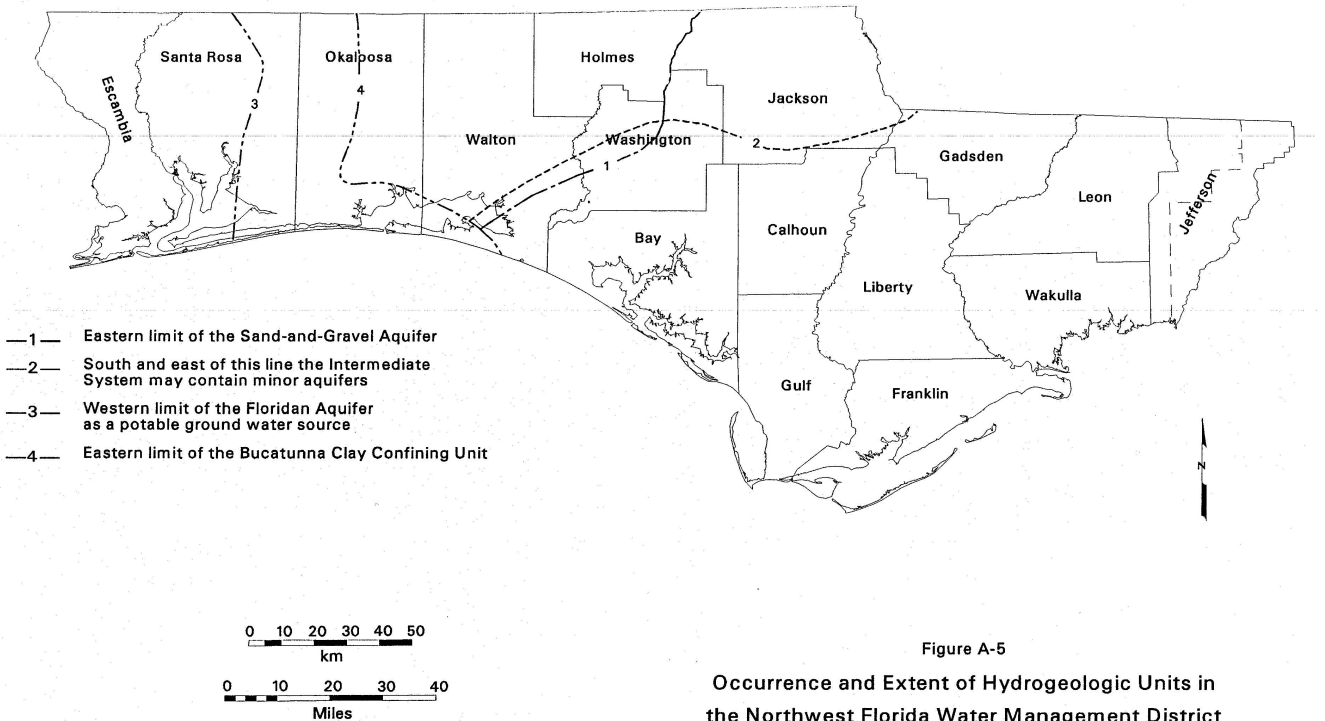 Santa Rosa
Okaloosa
Holmes
Escambia
3
4
Jackson
Walton
Washington
2
1
Gadsden
Leon
Jefferson
Bay
Calhoun
Liberty
Wakulla
Gulf
Franklin
—1— Eastern limit of the Sand-and-Gravel Aquifer
—2— South and east of this line the Intermediate
System may contain minor aquifers
—3— Western limit of the Floridan Aquifer
as a potable ground water source
—4— Eastern limit of the Bucatunna Clay Confining Unit
N
0 10 20 30 40 50
km
0 10 20 30 40
Miles
Figure A-5
Occurrence and Extent of Hydrogeologic Units in
the Northwest Florida Water Management District